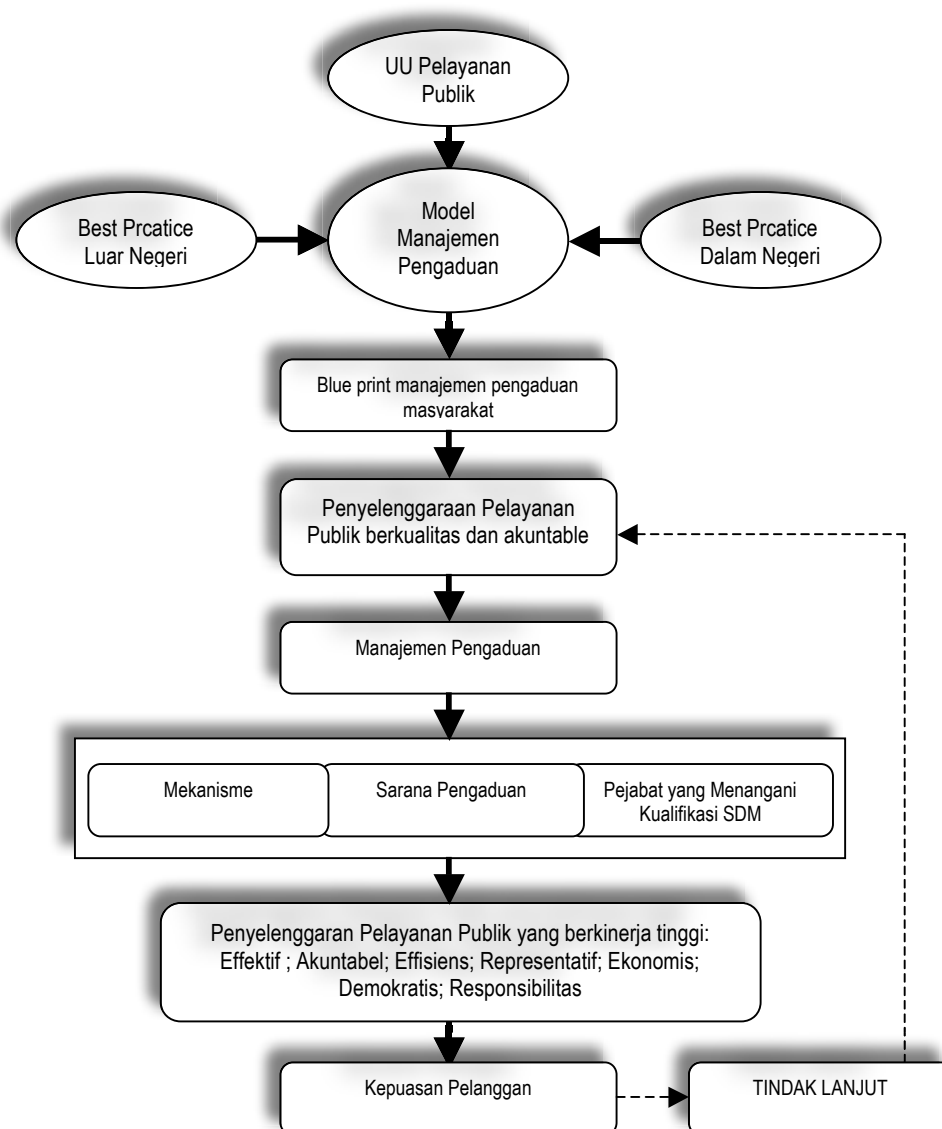 UU Pelayanan
Publik
Best Prcatice
Luar Negeri
Model
Manajemen
Pengaduan
Best Prcatice
Dalam Negeri
Blue print manajemen pengaduan
masyarakat
Penyelenggaraan Pelayanan
Publik berkualitas dan akuntable
Manajemen Pengaduan
Mekanisme
Sarana Pengaduan
Pejabat yang Menangani
Kualifikasi SDM
Penyelenggran Pelayanan Publik yang berkinerja tinggi:
Effektif ; Akuntabel; Effisiens; Representatif; Ekonomis;
Demokratis; Responsibilitas
Kepuasan Pelanggan
TINDAK LANJUT